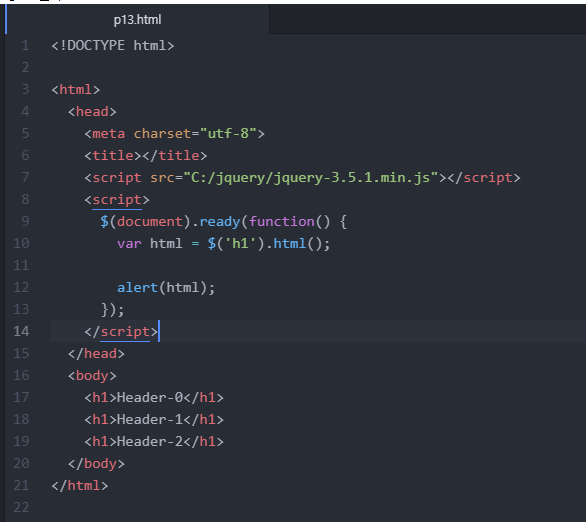 p13.html
1 <!DOCTYPE html>
2
3 <html>
4 <head>
5 <meta charset="utf-8">
6 <title></title>
7 <script src="C:/jquery/jquery-3.5.1.min.js"></script>
8 <script>
9 $(document).ready(function() {
10 var html = $('h1').html();
11
12 alert(html);
13 });
14 </script>
15 </head>
16 <body>
17 <h1>Header-0</h1>
18 <h1>Header-1</h1>
19 <h1>Header-2</h1>
20 </body>
21 </html>
22